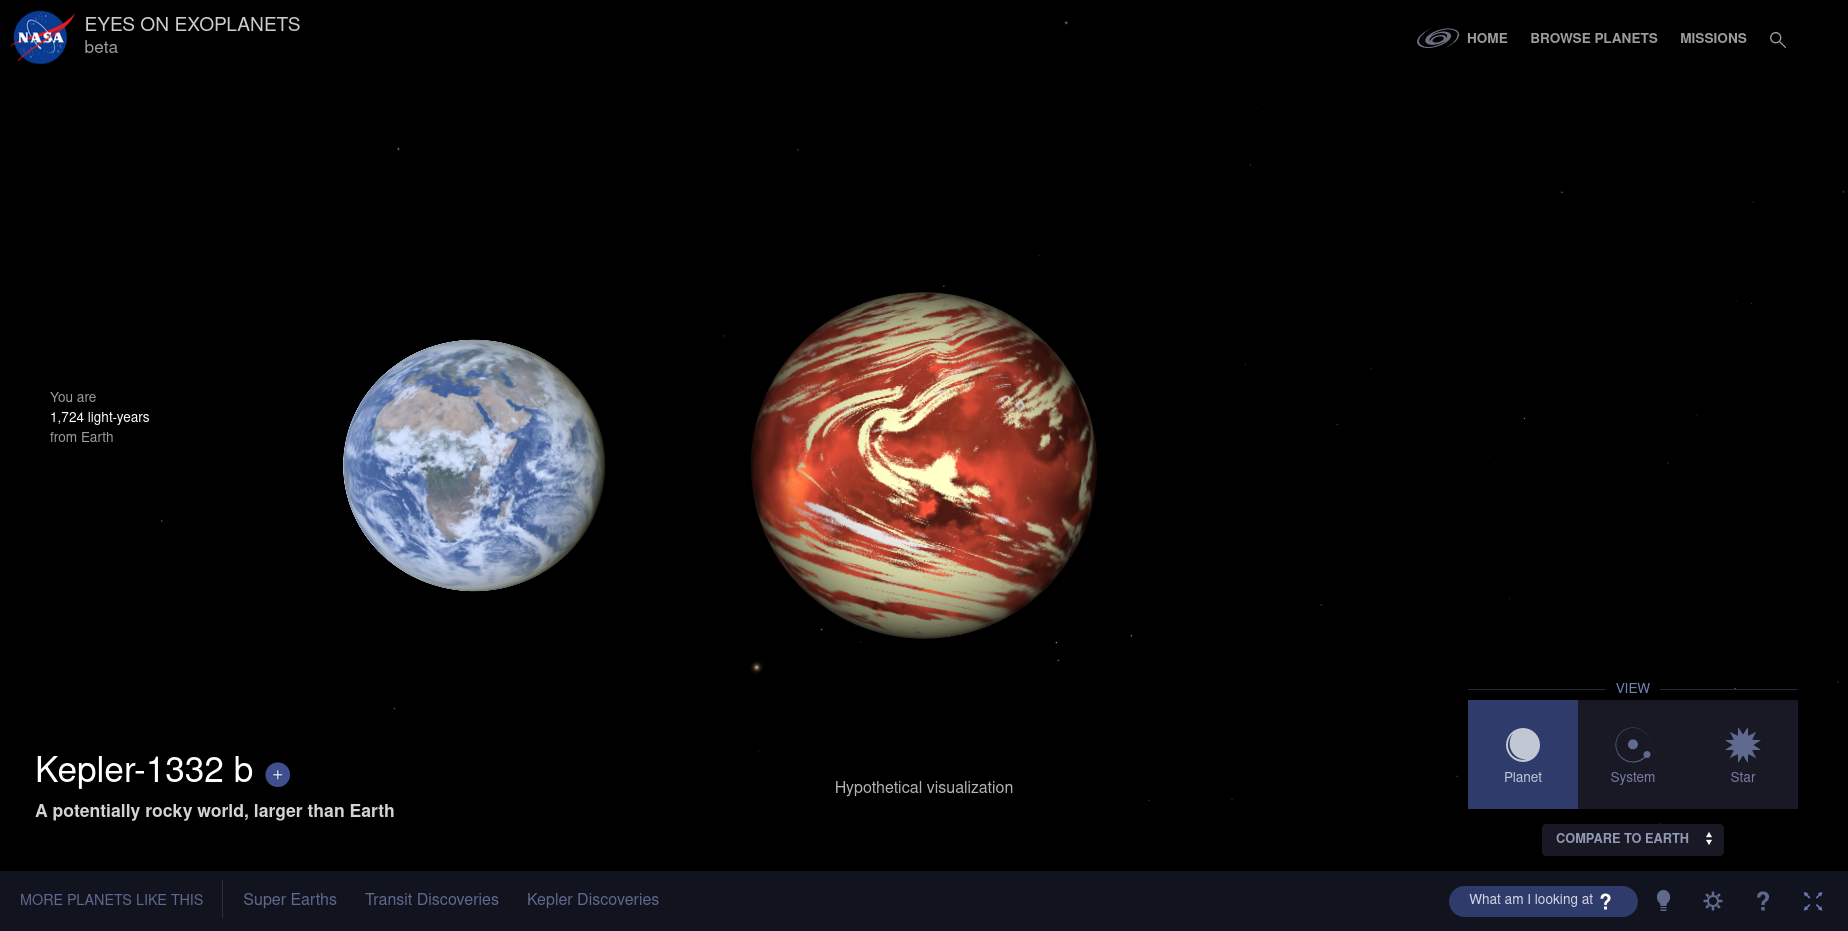 NASA
EYES ON EXOPLANETS
beta
HOME
BROWSE PLANETS
MISSIONS
You are
1,724 light-years
from Earth
Kepler-1332 b +
A potentially rocky world, larger than Earth
Hypothetical visualization
VIEW
Planet
System
Star
COMPARE TO EARTH
MORE PLANETS LIKE THIS
Super Earths
Transit Discoveries
Kepler Discoveries
What am I looking at ?
?